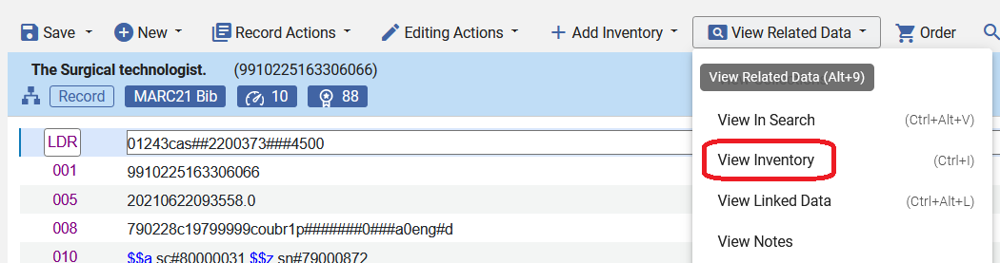 Save New Record Actions Editing Actions Add Inventory View Related Data Order
The Surgical technologist. (9910225163306066)
View Related Data (Alt+9)
Record MARC21 Bib 10 88
View In Search (Ctrl+Alt+V)
LDR 01243cas##2200373###4500
View Inventory (Ctrl+I)
001 9910225163306066
005 20210622093558.0
View Linked Data (Ctrl+Alt+L)
008 790228c19799999coubr1p#######0###a0eng#d
View Notes
010 $$a sc#80000031 $$z sn#79000872